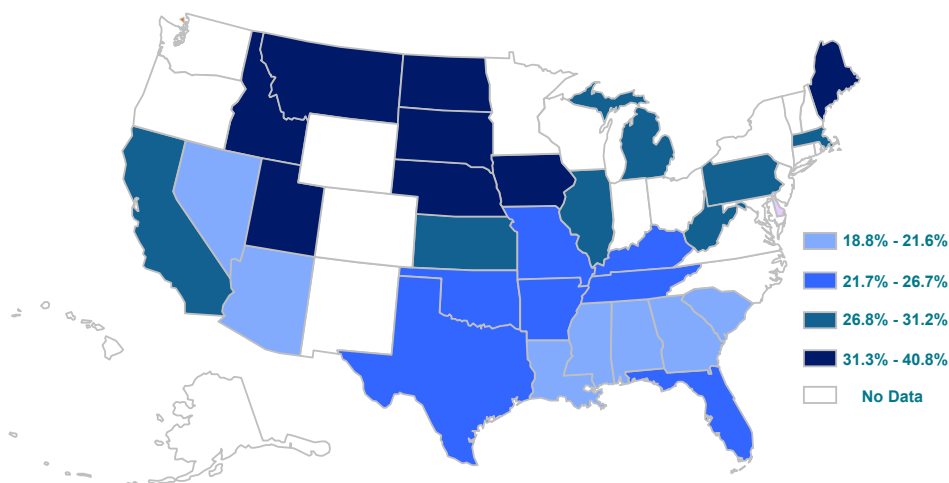 18.8% - 21.6%
21.7% - 26.7%
26.8% - 31.2%
31.3% - 40.8%
No Data